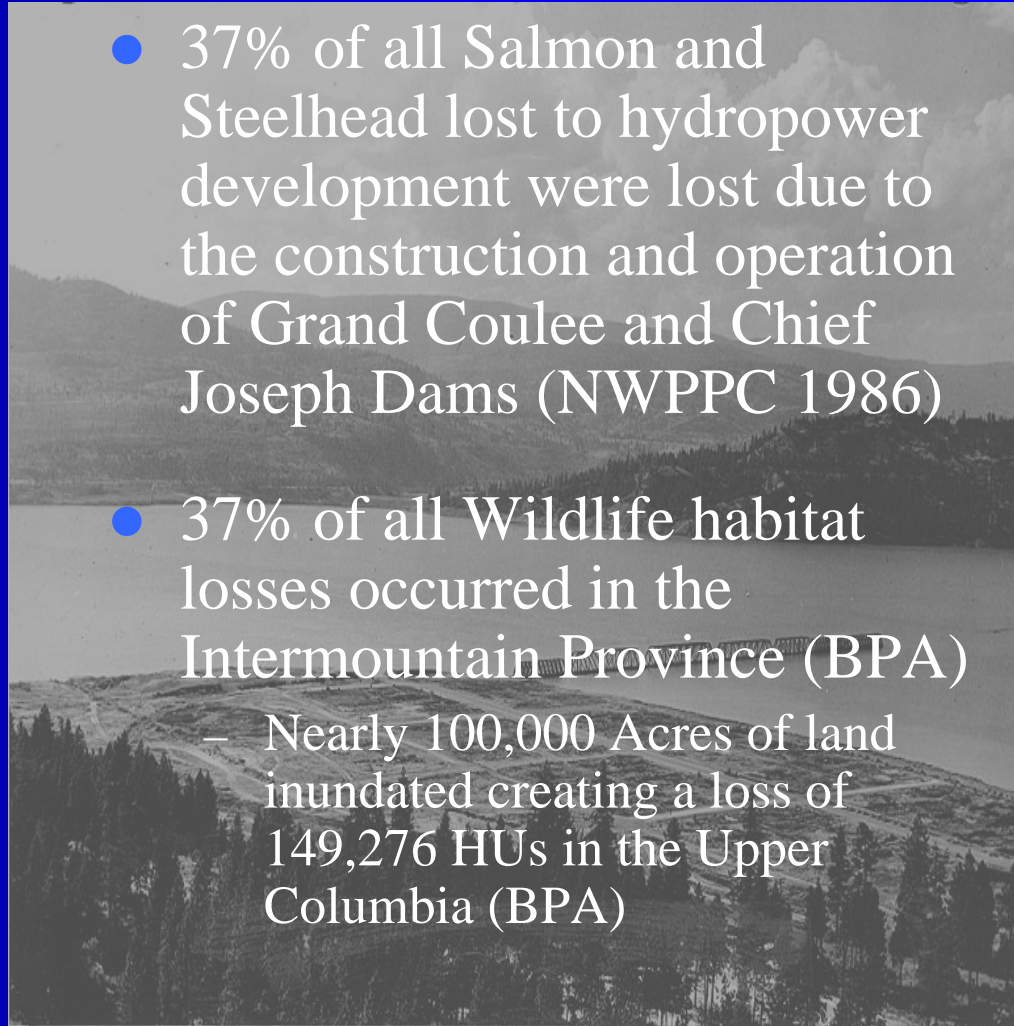 • 37% of all Salmon and
Steelhead lost to hydropower
development were lost due to
the construction and operation
of Grand Coulee and Chief
Joseph Dams (NWPPC 1986)
• 37% of all Wildlife habitat
losses occurred in the
Intermountain Province (BPA)
– Nearly 100,000 Acres of land
inundated creating a loss of
149,276 HUs in the Upper
Columbia (BPA)